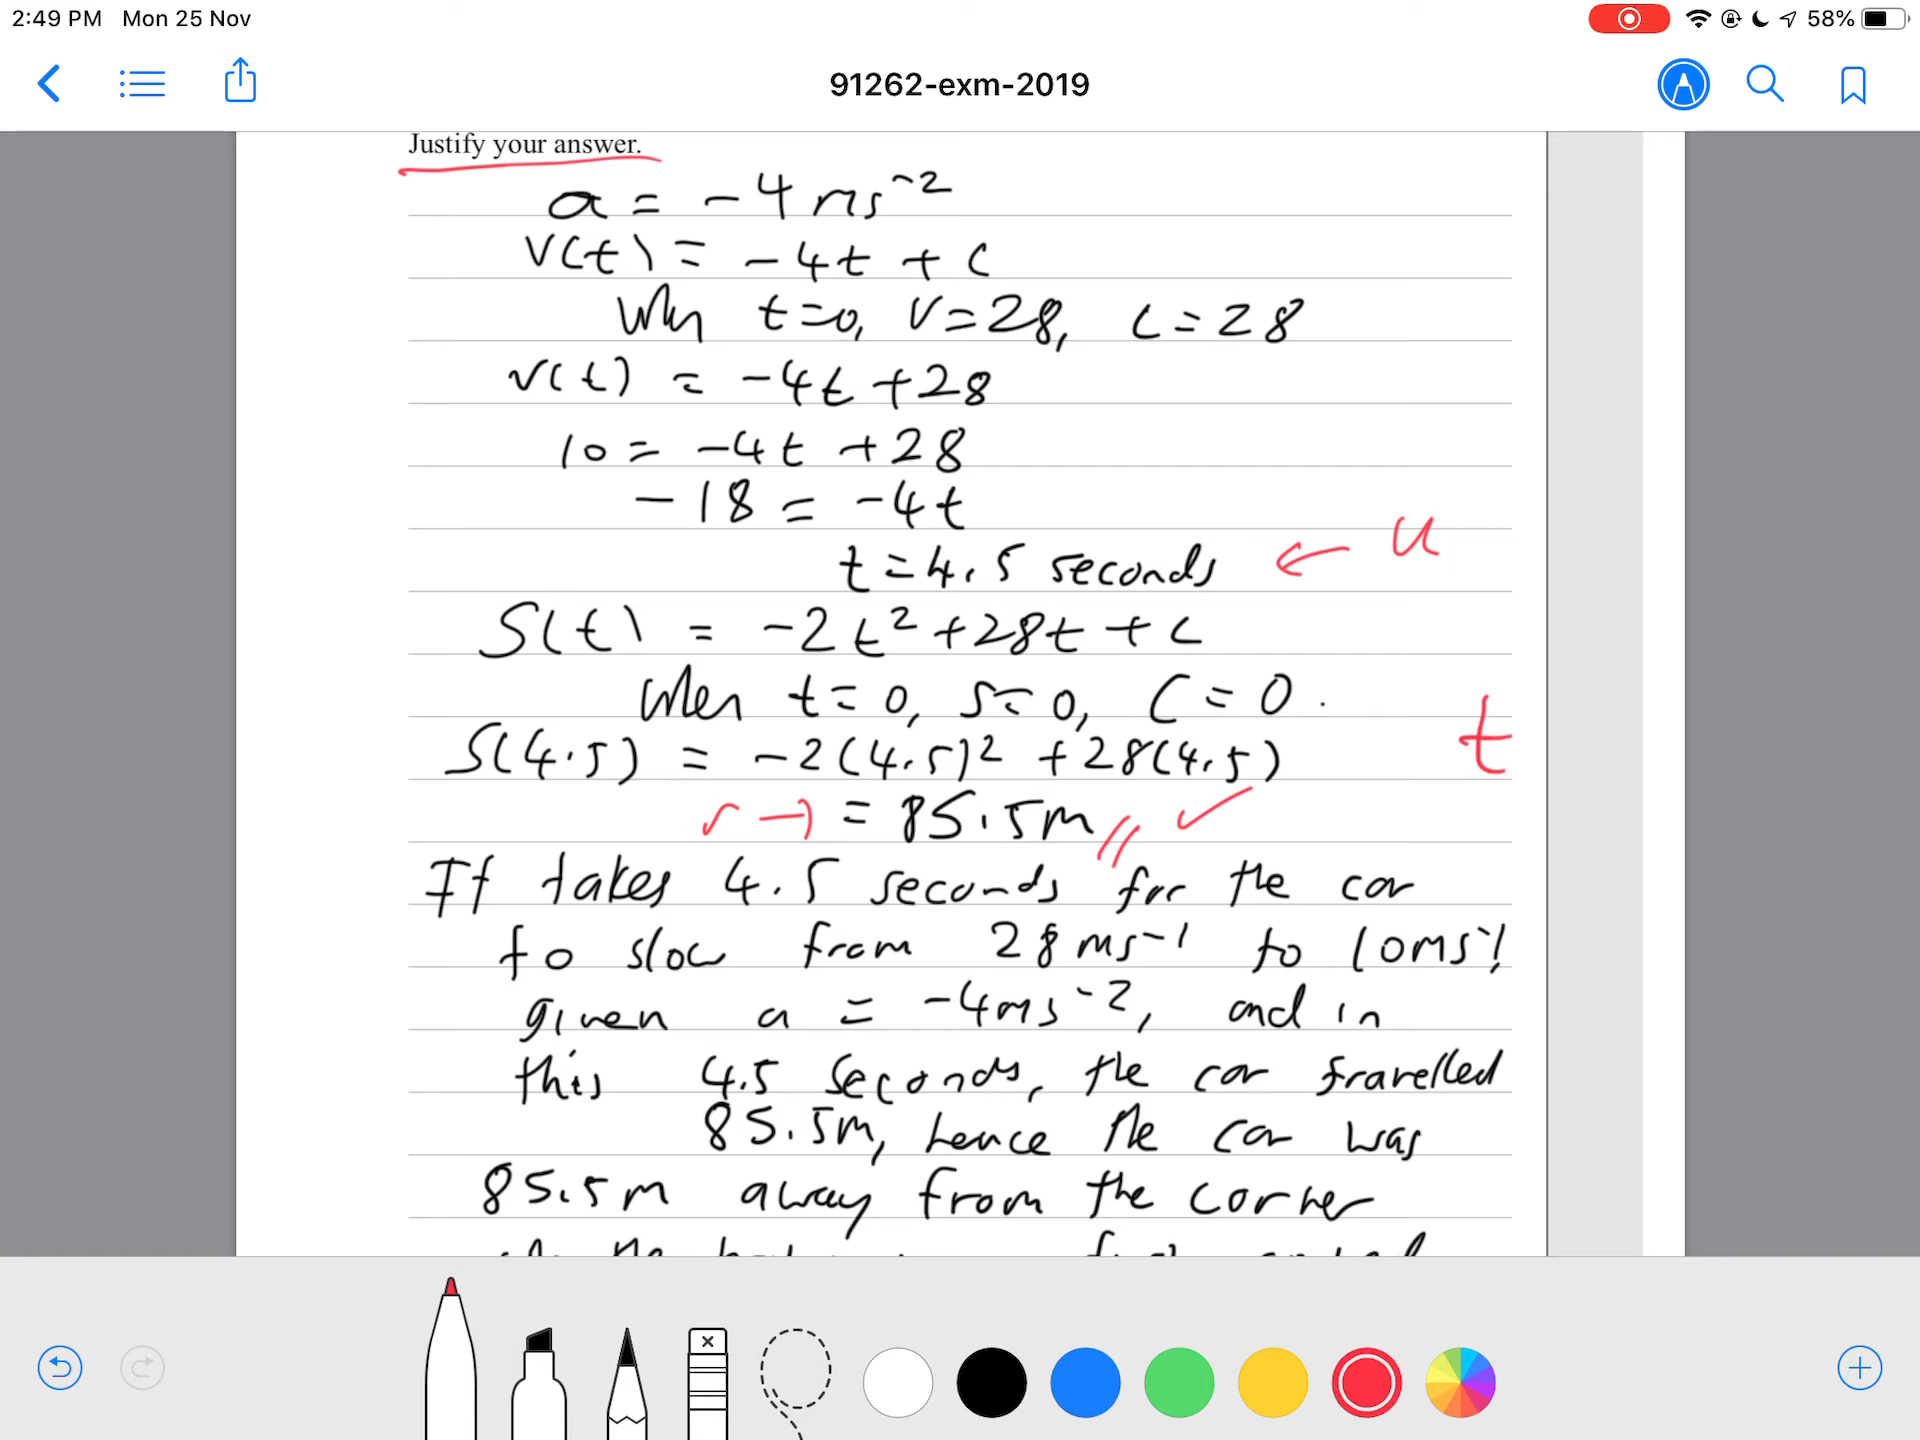 2:49 PM Mon 25 Nov
58%
91262-exm-2019
Justify your answer.
a = -4ms^-2
v(t) = -4t + c
When t=0, v=28, c=28
v(t) = -4t +28
10 = -4t +28
-18 = -4t
t=4.5 seconds ← u
S(t) = -2t² +28t + c
When t=0, s=0, c=0.
t
S(4.5) = -2(4.5)² +28(4.5)
r → = 85.5m // ✓
It takes 4.5 seconds for the car
to slow from 28ms⁻¹ to 10ms⁻¹
given a = -4ms⁻², and in
this 4.5 seconds, the car travelled
85.5m, hence the car was
85.5m away from the corner